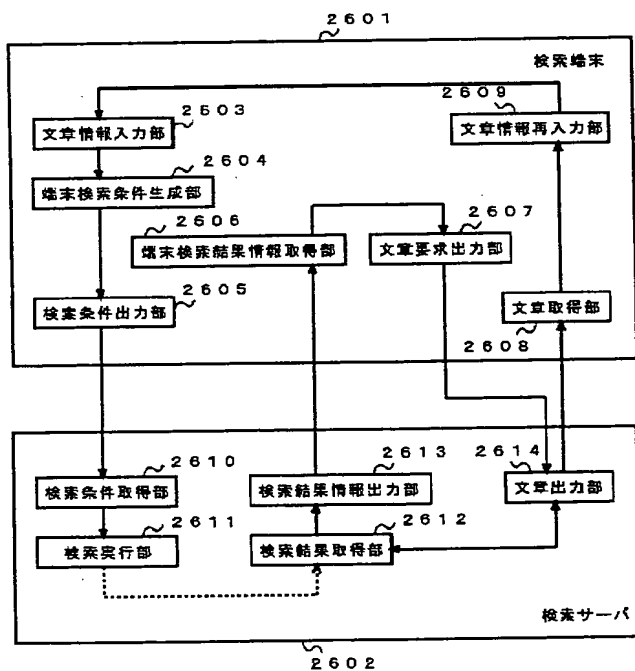 2601
検索端末
2603
2609
文章情報入力部
文章情報再入力部
2604
端末検索条件生成部
2606
2607
端末検索結果情報取得部
文章要求出力部
2605
検索条件出力部
文章取得部
2608
2610
2613
2614
検索条件取得部
検索結果情報出力部
文章出力部
2611
2612
検索実行部
検索結果取得部
検索サーバ
2602